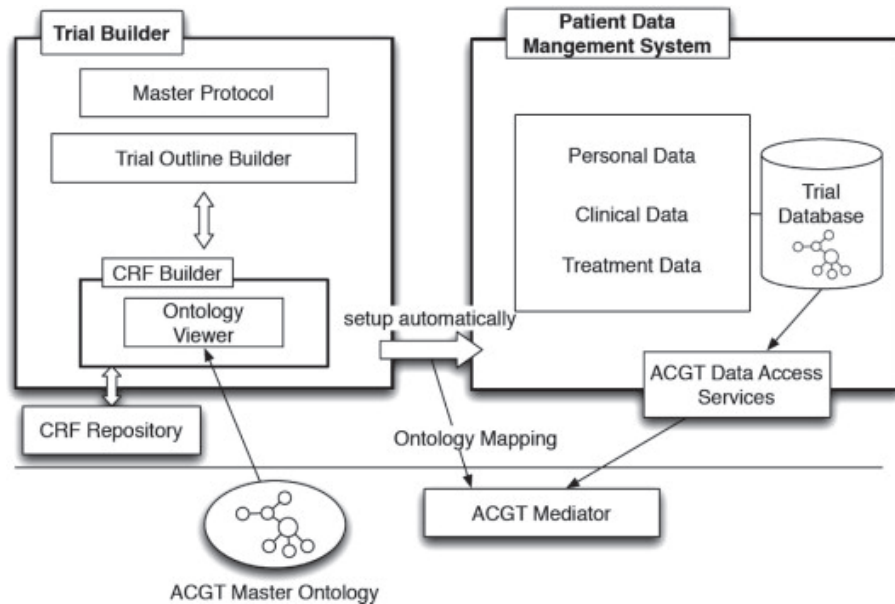 Trial Builder
Master Protocol
Trial Outline Builder
CRF Builder
Ontology
Viewer
CRF Repository
setup automatically
Ontology Mapping
Patient Data
Mangement System
Personal Data
Clinical Data
Treatment Data
Trial
Database
ACGT Data Access
Services
ACGT Mediator
ACGT Master Ontology